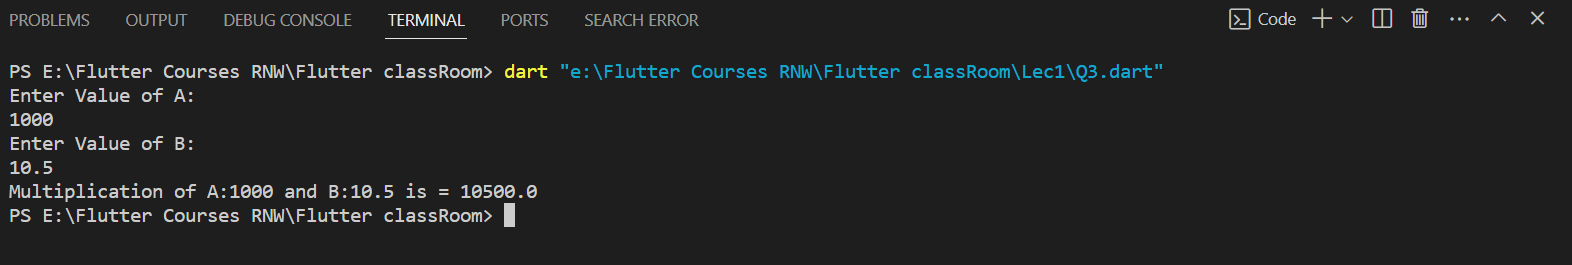 PROBLEMS OUTPUT DEBUG CONSOLE TERMINAL PORTS SEARCH ERROR Code
PS E:\Flutter Courses RNW\Flutter classRoom> dart "e:\Flutter Courses RNW\Flutter classRoom\Lec1\Q3.dart"
Enter Value of A:
1000
Enter Value of B:
10.5
Multiplication of A:1000 and B:10.5 is = 10500.0
PS E:\Flutter Courses RNW\Flutter classRoom>